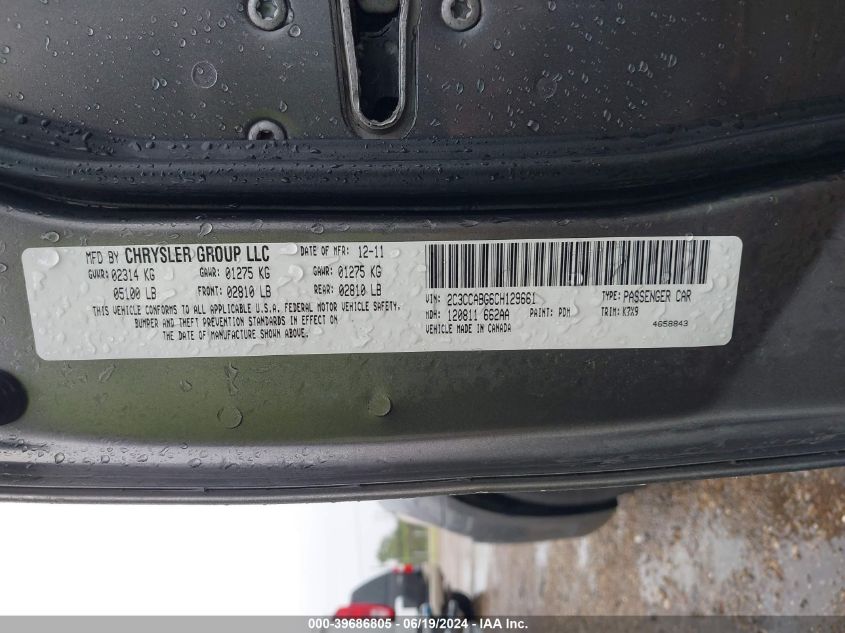 MFD BY CHRYSLER GROUP LLC DATE OF MFR: 12-11
GVWR: 02314 KG GAWR: 01275 KG GAWR: 01275 KG
05100 LB FRONT: 02810 LB REAR: 02810 LB
THIS VEHICLE CONFORMS TO ALL APPLICABLE U.S.A. FEDERAL MOTOR VEHICLE SAFETY,
BUMPER AND THEFT PREVENTION STANDARDS IN EFFECT ON
THE DATE OF MANUFACTURE SHOWN ABOVE.
VIN: 2C3CCABG6CH129661 TYPE: PASSENGER CAR
MDH: 120811 662AA PAINT: PDM TRIM: K7X9
VEHICLE MADE IN CANADA 4658843
000-39686805 - 06/19/2024 - IAA Inc.